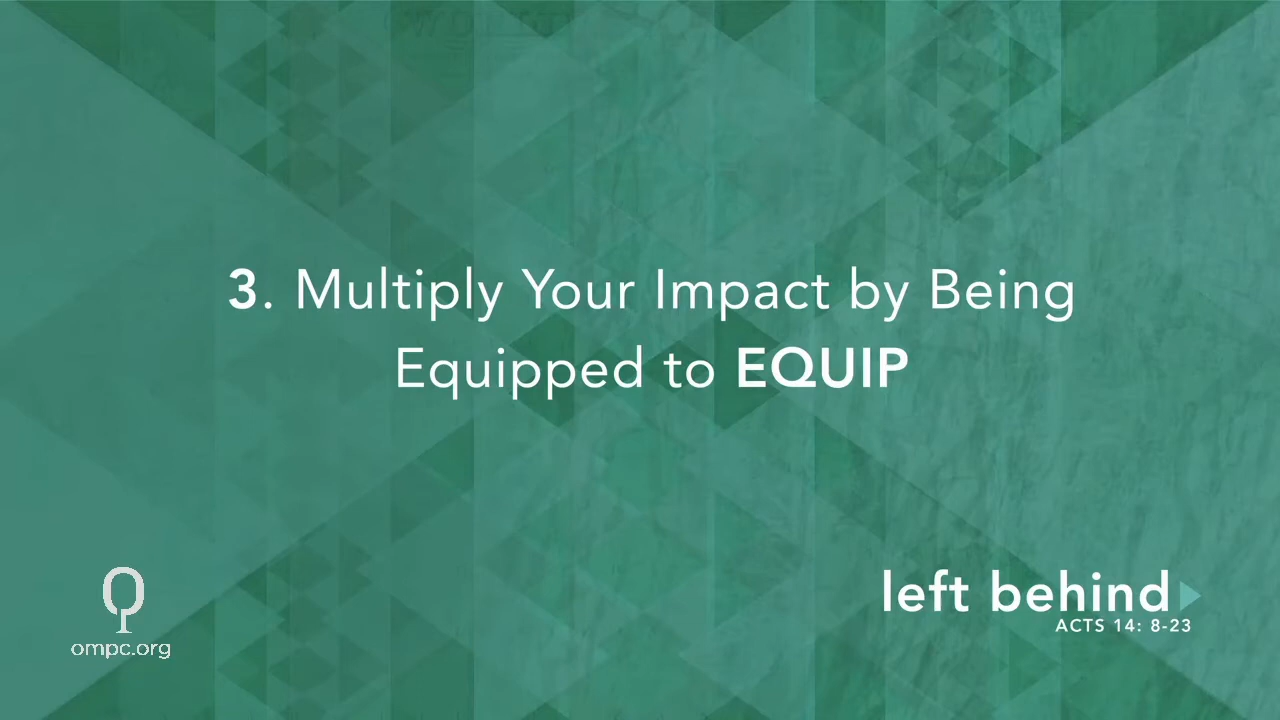 3. Multiply Your Impact by Being
Equipped to EQUIP
left behind
ACTS 14: 8-23
ompc.org